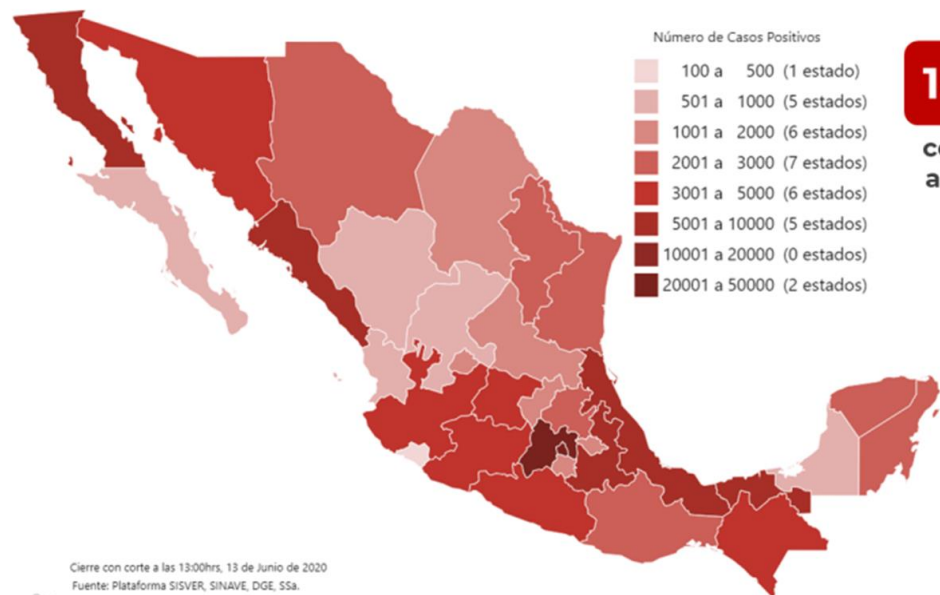 Número de Casos Positivos
100 a 500 (1 estado)
501 a 1000 (5 estados)
1001 a 2000 (6 estados)
2001 a 3000 (7 estados)
3001 a 5000 (6 estados)
5001 a 10000 (5 estados)
10001 a 20000 (0 estados)
20001 a 50000 (2 estados)
1
Cierre con corte a las 13:00hrs, 13 de Junio de 2020
Fuente: Plataforma SISVER, SINAVE, DGE, SSa.